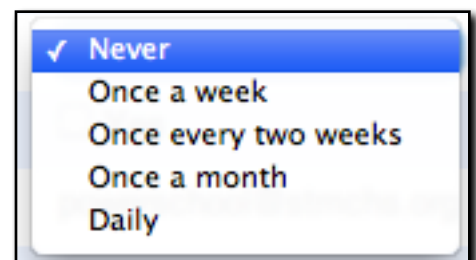 ✓ Never
Once a week
Once every two weeks
Once a month
Daily